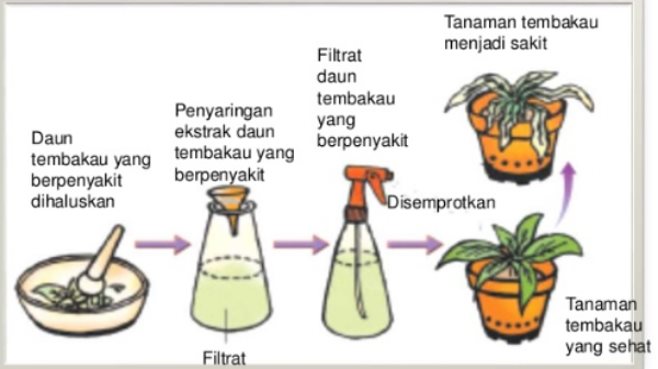 Daun
tembakau yang
berpenyakit
dihaluskan
Penyaringan
ekstrak daun
tembakau yang
berpenyakit
Filtrat
Filtrat
daun
tembakau
yang
berpenyakit
Disemprotkan
Tanaman
tembakau
yang sehat
Tanaman tembakau
menjadi sakit